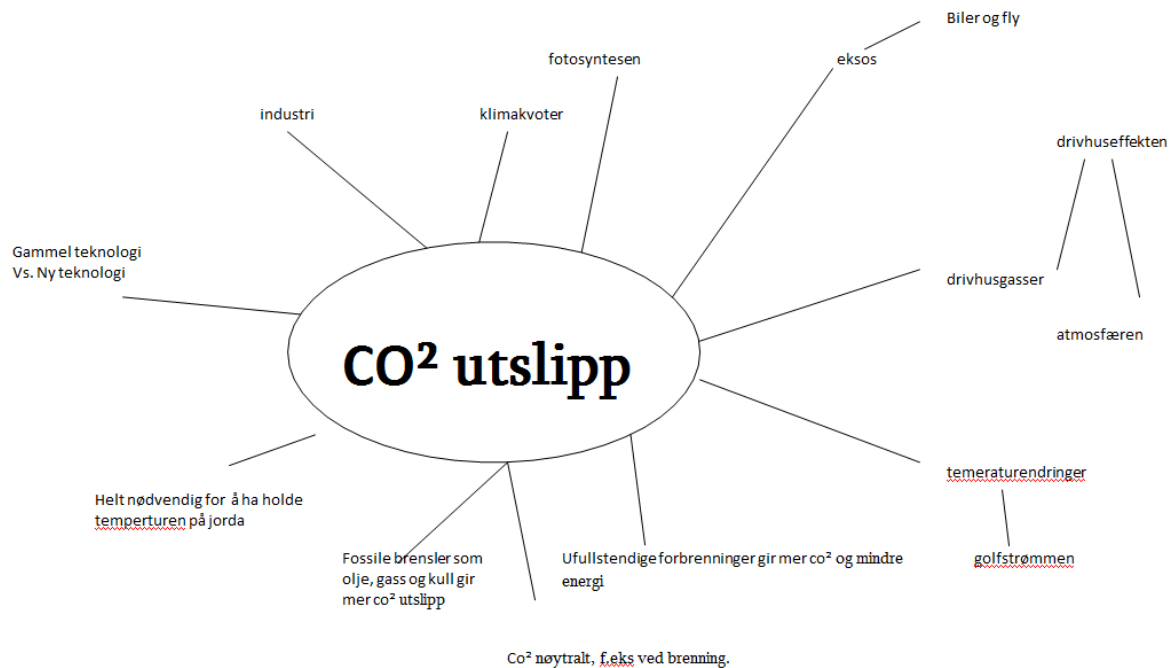 Biler og fly
fotosyntesen
eksos
industri
klimakvoter
drivhuseffekten
Gammel teknologi
Vs. Ny teknologi
drivhusgasser
atmosfæren
CO² utslipp
temeraturendringer
Helt nødvendig for å ha holde
temperturen på jorda
Fossile brensler som
olje, gass og kull gir
mer co² utslipp
Ufullstendige forbrenninger gir mer co² og mindre
energi
golfstrømmen
Co² nøytralt, f.eks ved brenning.